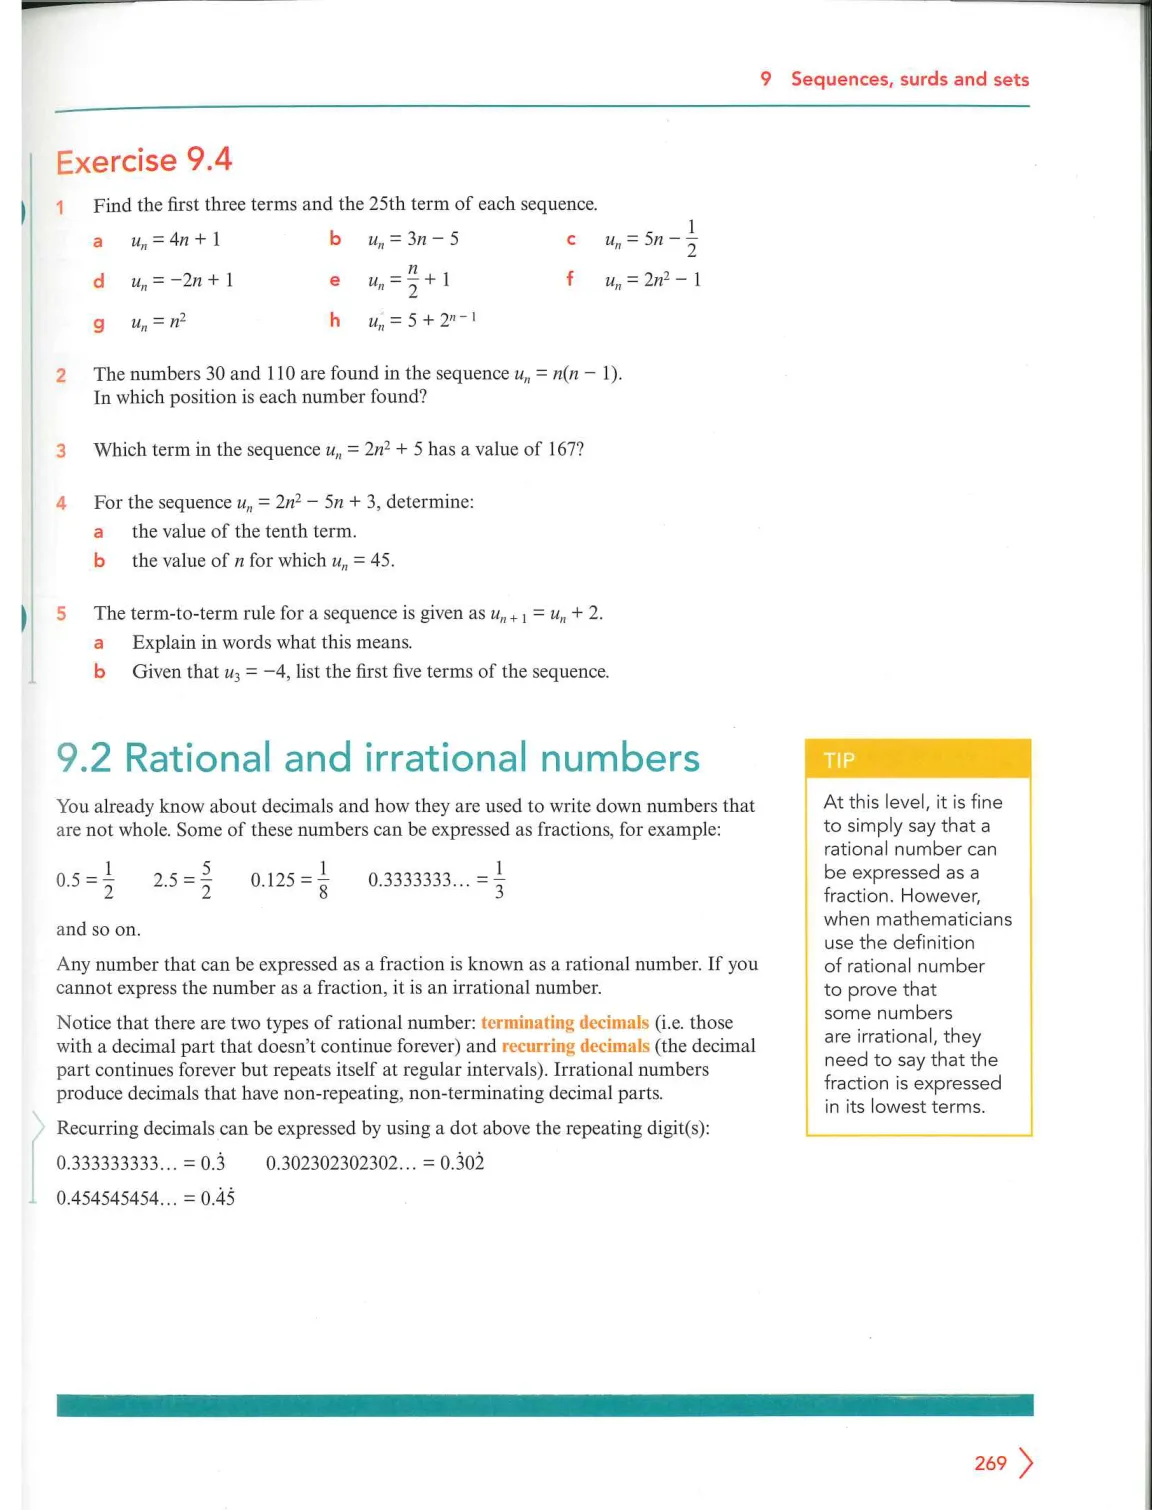 9 Sequences, surds and sets
Exercise 9.4
1 Find the first three terms and the 25th term of each sequence.
a uₙ = 4n + 1 b uₙ = 3n − 5 c uₙ = 5n − 1/2
d uₙ = −2n + 1 e uₙ = n/2 + 1 f uₙ = 2n² − 1
g uₙ = n² h uₙ = 5 + 2ⁿ⁻¹
2 The numbers 30 and 110 are found in the sequence uₙ = n(n − 1).
In which position is each number found?
3 Which term in the sequence uₙ = 2n² + 5 has a value of 167?
4 For the sequence uₙ = 2n² − 5n + 3, determine:
a the value of the tenth term.
b the value of n for which uₙ = 45.
5 The term-to-term rule for a sequence is given as uₙ₊₁ = uₙ + 2.
a Explain in words what this means.
b Given that u₃ = −4, list the first five terms of the sequence.
9.2 Rational and irrational numbers
You already know about decimals and how they are used to write down numbers that
are not whole. Some of these numbers can be expressed as fractions, for example:
0.5 = 1/2 2.5 = 5/2 0.125 = 1/8 0.3333333... = 1/3
and so on.
Any number that can be expressed as a fraction is known as a rational number. If you
cannot express the number as a fraction, it is an irrational number.
Notice that there are two types of rational number: terminating decimals (i.e. those
with a decimal part that doesn't continue forever) and recurring decimals (the decimal
part continues forever but repeats itself at regular intervals). Irrational numbers
produce decimals that have non-repeating, non-terminating decimal parts.
Recurring decimals can be expressed by using a dot above the repeating digit(s):
0.333333333... = 0.3̇ 0.302302302302... = 0.3̇02̇
0.454545454... = 0.4̇5̇
TIP
At this level, it is fine
to simply say that a
rational number can
be expressed as a
fraction. However,
when mathematicians
use the definition
of rational number
to prove that
some numbers
are irrational, they
need to say that the
fraction is expressed
in its lowest terms.
269